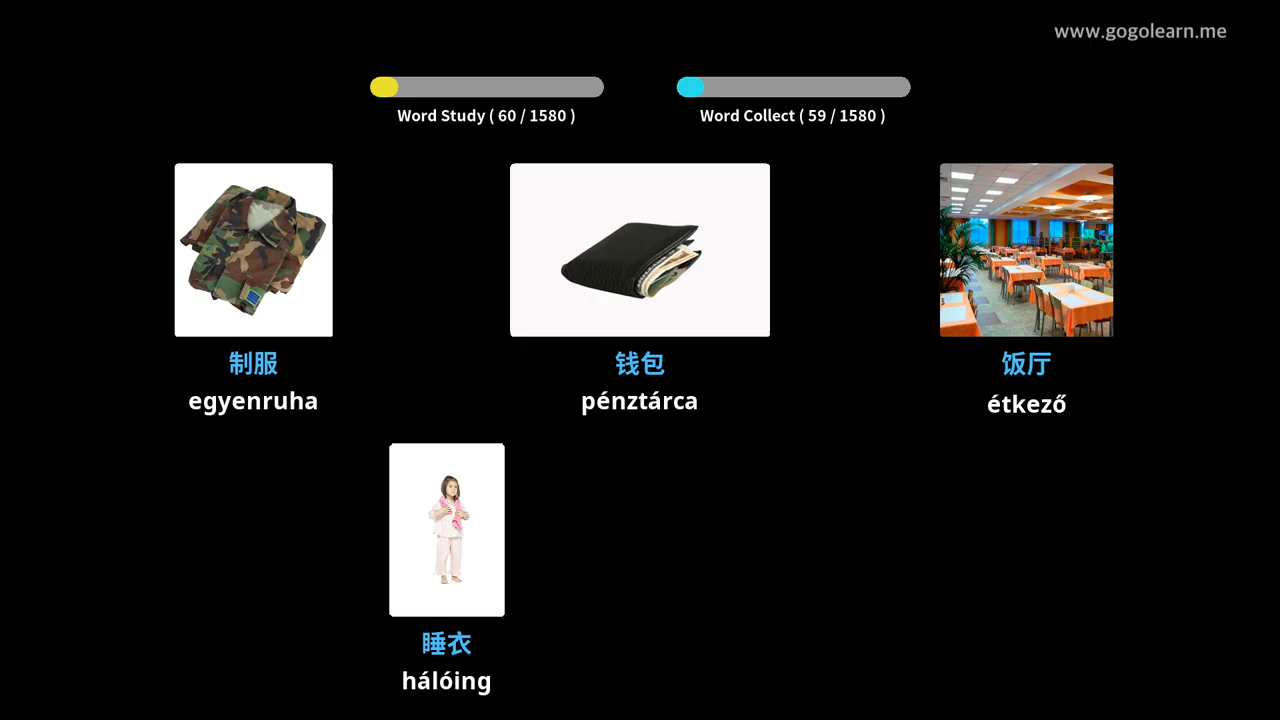 www.gogolearn.me
Word Study ( 60 / 1580 )
Word Collect ( 59 / 1580 )
制服
egyenruha
钱包
pénztárca
饭厅
étkező
睡衣
hálóing